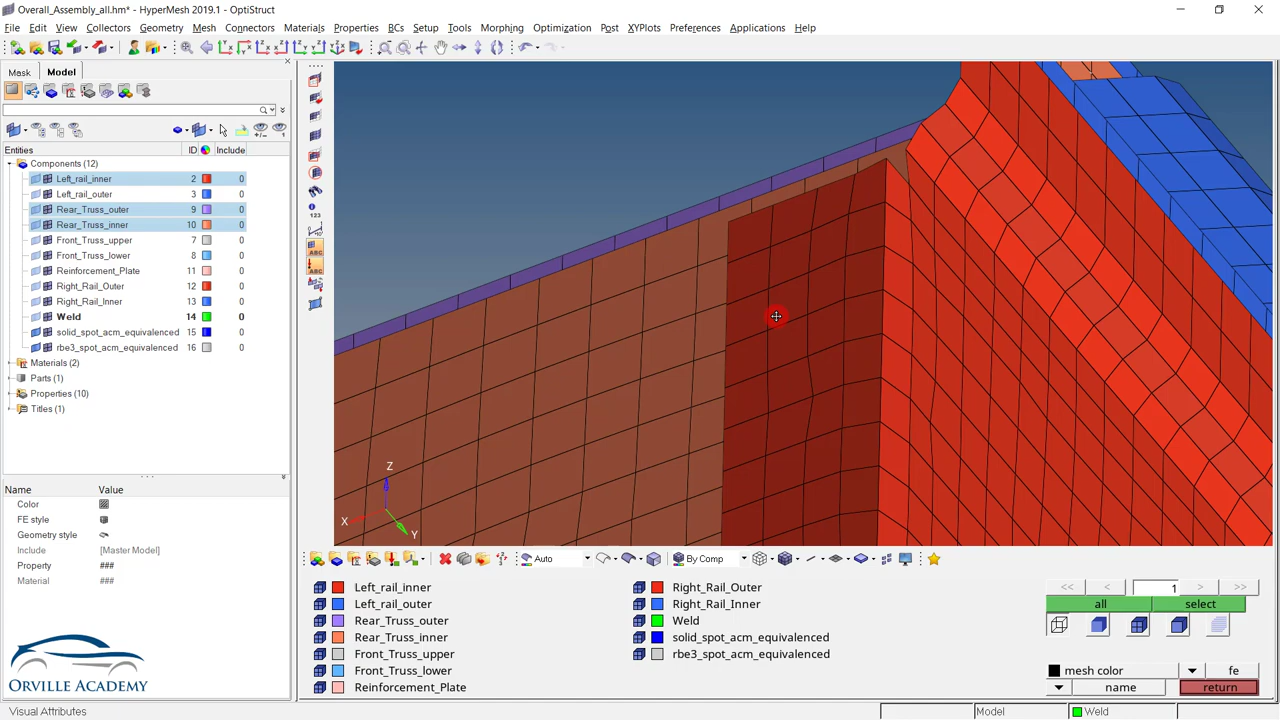 Overall_Assembly_all.hm* - HyperMesh 2019.1 - OptiStruct
File Edit View Collectors Geometry Mesh Connectors Materials Properties BCs Setup Tools Morphing Optimization Post XYPlots Preferences Applications Help
Mask Model
Entities ID Include
Components (12)
Left_rail_inner 2 0
Left_rail_outer 3 0
Rear_Truss_outer 9 0
Rear_Truss_inner 10 0
Front_Truss_upper 7 0
Front_Truss_lower 8 0
Reinforcement_Plate 11 0
Right_Rail_Outer 12 0
Right_Rail_Inner 13 0
Weld 14 0
solid_spot_acm_equivalenced 15 0
rbe3_spot_acm_equivalenced 16 0
Materials (2)
Parts (1)
Properties (10)
Titles (1)
Name Value
Color
FE style
Geometry style
Include [Master Model]
Property ###
Material ###
ORVILLE ACADEMY
123
ABC
ABC
Z
X
Y
Auto By Comp
Left_rail_inner Right_Rail_Outer << < 1 > >>
Left_rail_outer Right_Rail_Inner all select
Rear_Truss_outer Weld
Rear_Truss_inner solid_spot_acm_equivalenced
Front_Truss_upper rbe3_spot_acm_equivalenced
Front_Truss_lower mesh color fe
Reinforcement_Plate name return
Visual Attributes Model Weld